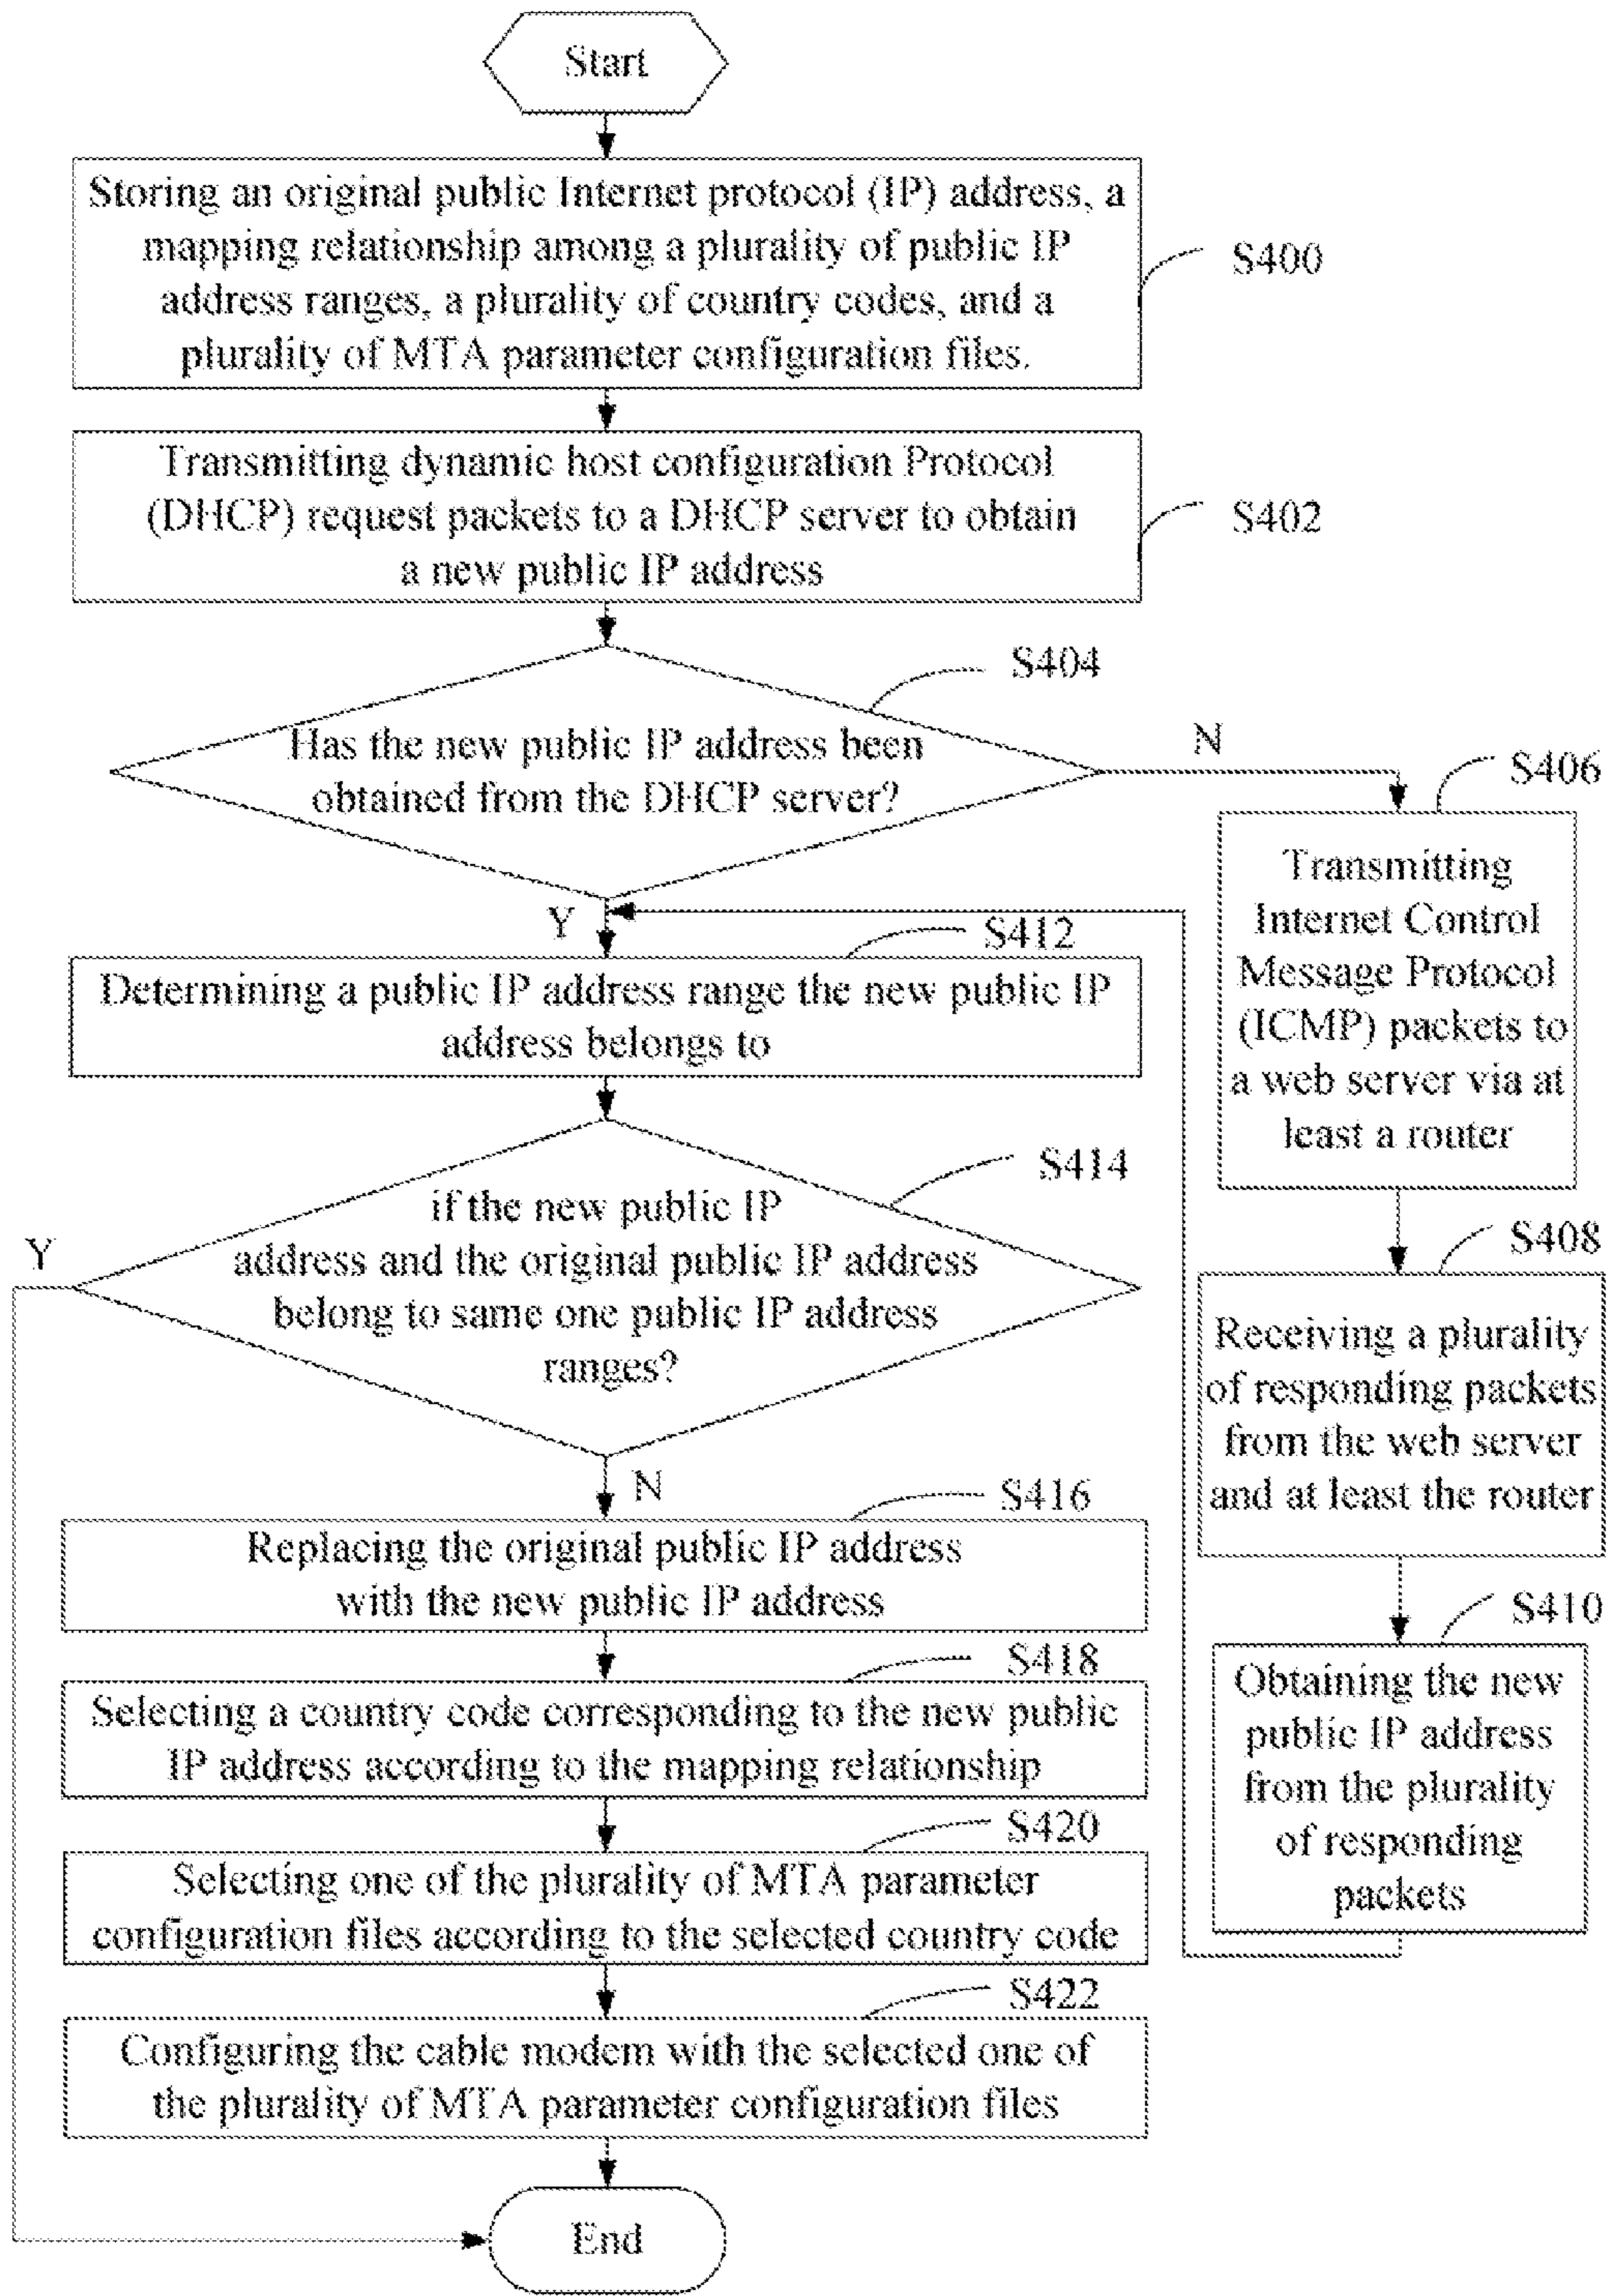 Start
Storing an original public Internet protocol (IP) address, a
mapping relationship among a plurality of public IP
address ranges, a plurality of country codes, and a
plurality of MTA parameter configuration files.
S400
Transmitting dynamic host configuration Protocol
(DHCP) request packets to a DHCP server to obtain
a new public IP address
S402
S404
Has the new public IP address been
obtained from the DHCP server?
N
Y
S406
Transmitting
Internet Control
Message Protocol
(ICMP) packets to
a web server via at
least a router
S408
Receiving a plurality
of responding packets
from the web server
and at least the router
S410
Obtaining the new
public IP address
from the plurality
of responding
packets
S412
Determining a public IP address range the new public IP
address belongs to
S414
if the new public IP
address and the original public IP address
belong to same one public IP address
ranges?
Y
N
S416
Replacing the original public IP address
with the new public IP address
S418
Selecting a country code corresponding to the new public
IP address according to the mapping relationship
S420
Selecting one of the plurality of MTA parameter
configuration files according to the selected country code
S422
Configuring the cable modem with the selected one of
the plurality of MTA parameter configuration files
End